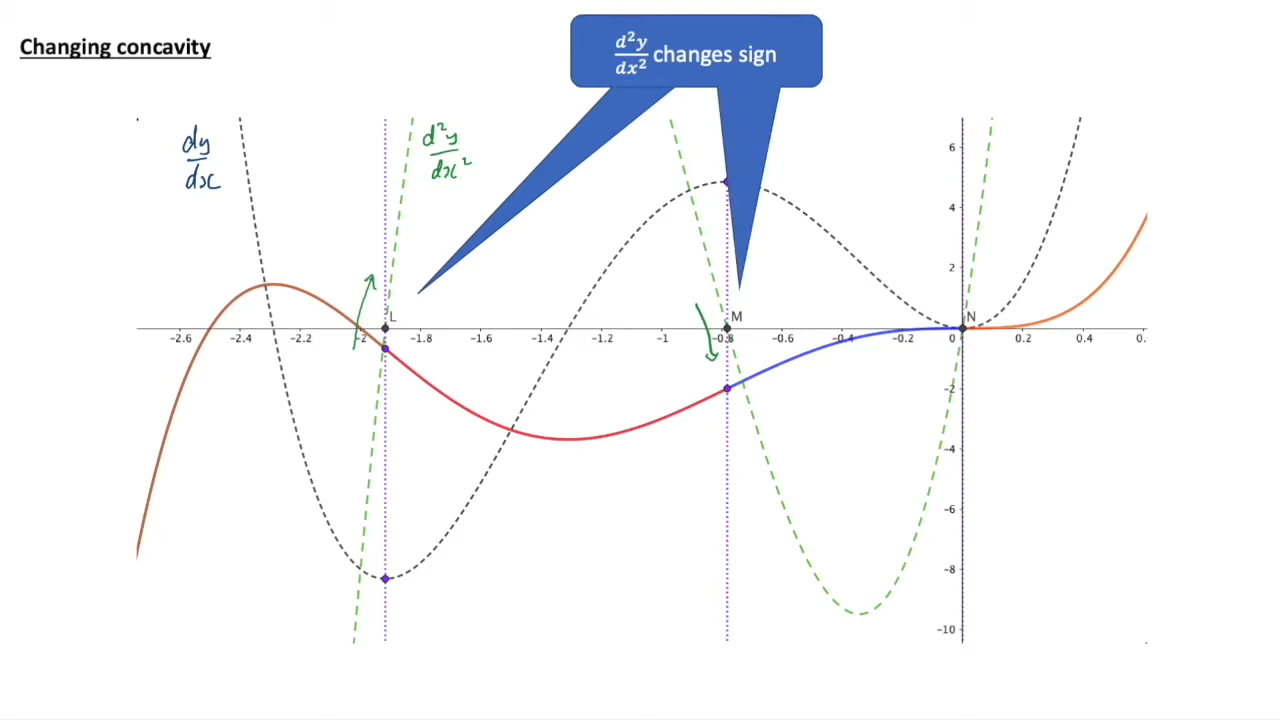 Changing concavity
d²y/dx² changes sign
dy/dx
d²y/dx²
6
4
2
L
M
N
-2.6 -2.4 -2.2 -2 -1.8 -1.6 -1.4 -1.2 -1 -0.8 -0.6 -0.4 -0.2 0 0.2 0.4 0.
-2
-4
-6
-8
-10